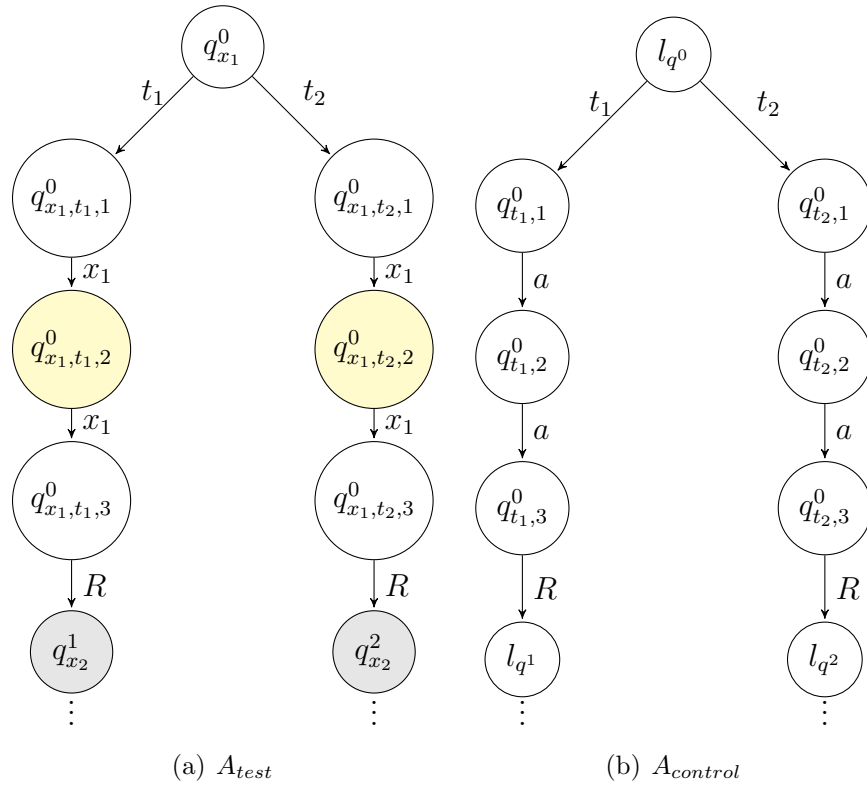 q^0_{x_1} l_{q^0}
t_1 t_2 t_1 t_2
q^0_{x_1,t_1,1} q^0_{x_1,t_2,1} q^0_{t_1,1} q^0_{t_2,1}
x_1 x_1 a a
q^0_{x_1,t_1,2} q^0_{x_1,t_2,2} q^0_{t_1,2} q^0_{t_2,2}
x_1 x_1 a a
q^0_{x_1,t_1,3} q^0_{x_1,t_2,3} q^0_{t_1,3} q^0_{t_2,3}
R R R R
q^1_{x_2} q^2_{x_2} l_{q^1} l_{q^2}
⋮ ⋮ ⋮ ⋮
(a) A_{test} (b) A_{control}